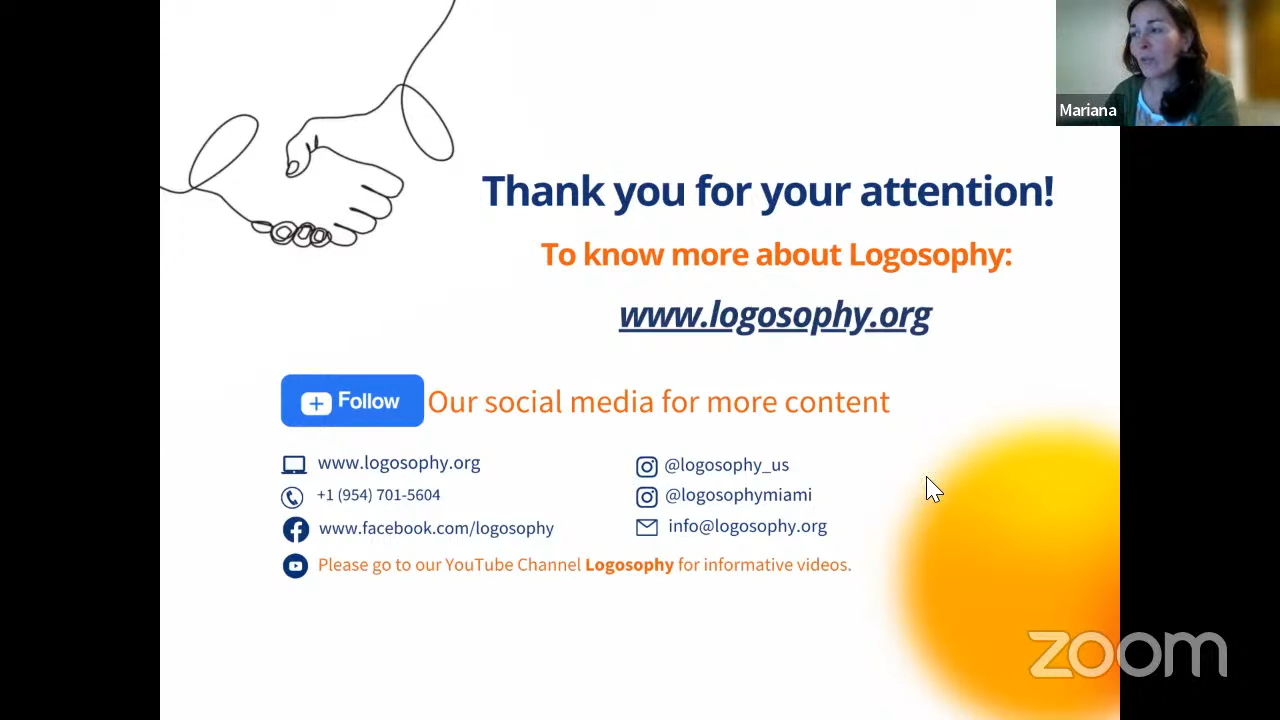 Mariana
Thank you for your attention!
To know more about Logosophy:
www.logosophy.org
Follow Our social media for more content
www.logosophy.org
@logosophy_us
+1 (954) 701-5604
@logosophymiami
www.facebook.com/logosophy
info@logosophy.org
Please go to our YouTube Channel Logosophy for informative videos.
zoom